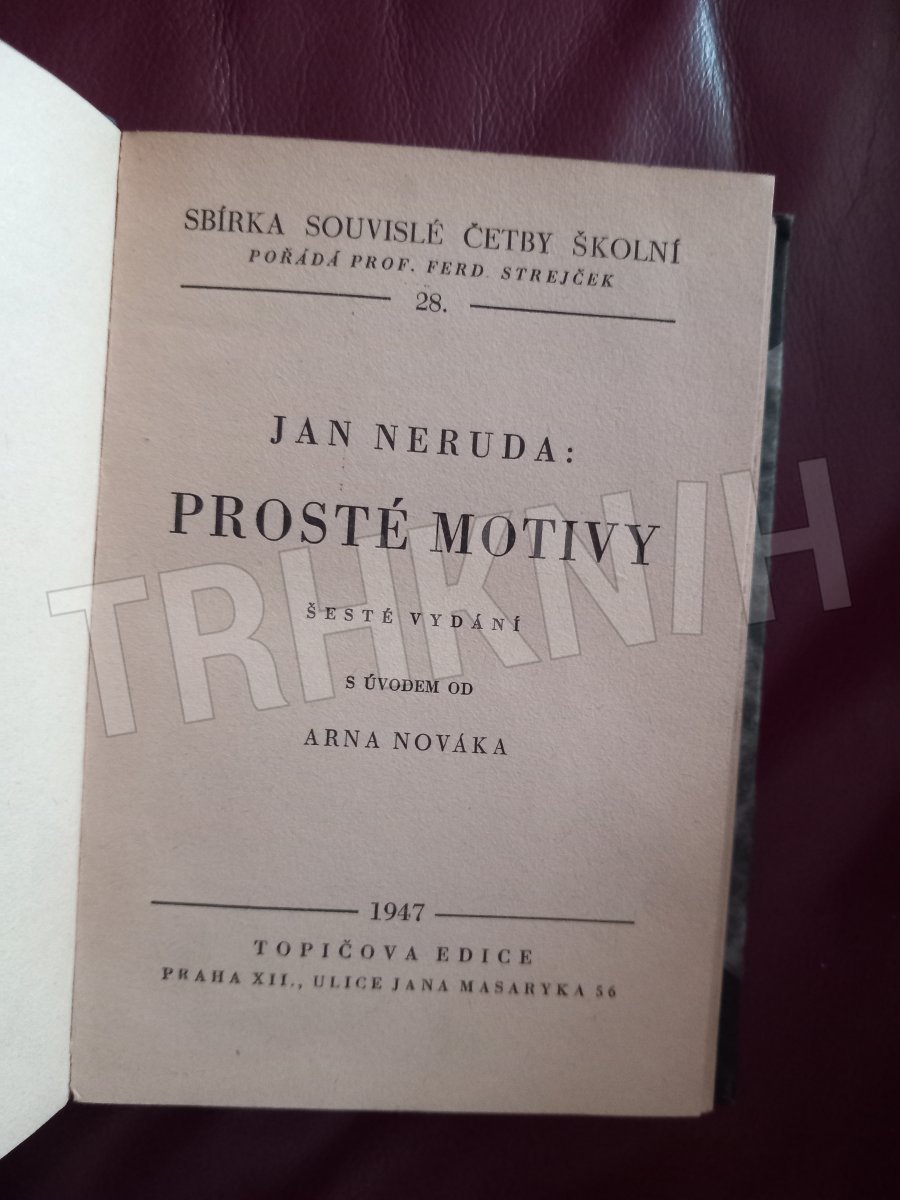 SBÍRKA SOUVISLÉ ČETBY ŠKOLNÍ
POŘÁDÁ PROF. FERD. STREJČEK
28.
JAN NERUDA:
PROSTÉ MOTIVY
ŠESTÉ VYDÁNÍ
S ÚVODEM OD
ARNA NOVÁKA
1947
TOPIČOVA EDICE
PRAHA XII., ULICE JANA MASARYKA 56
TRHKNIH